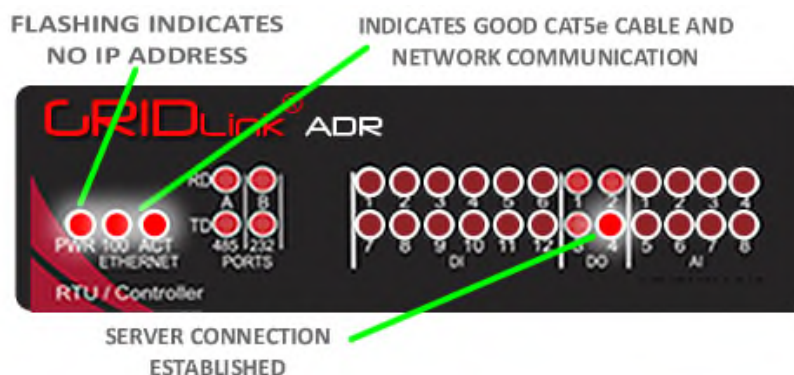 FLASHING INDICATES
NO IP ADDRESS
INDICATES GOOD CAT5e CABLE AND
NETWORK COMMUNICATION
GRIDLink® ADR
RD
A B
1 2 3 4 5 6
1 2
1 2 3 4
TD
PWR 100 ACT
485 232
7 8 9 10 11 12
3 4
5 6 7 8
ETHERNET
PORTS
DI
DO
AI
RTU / Controller
SERVER CONNECTION
ESTABLISHED